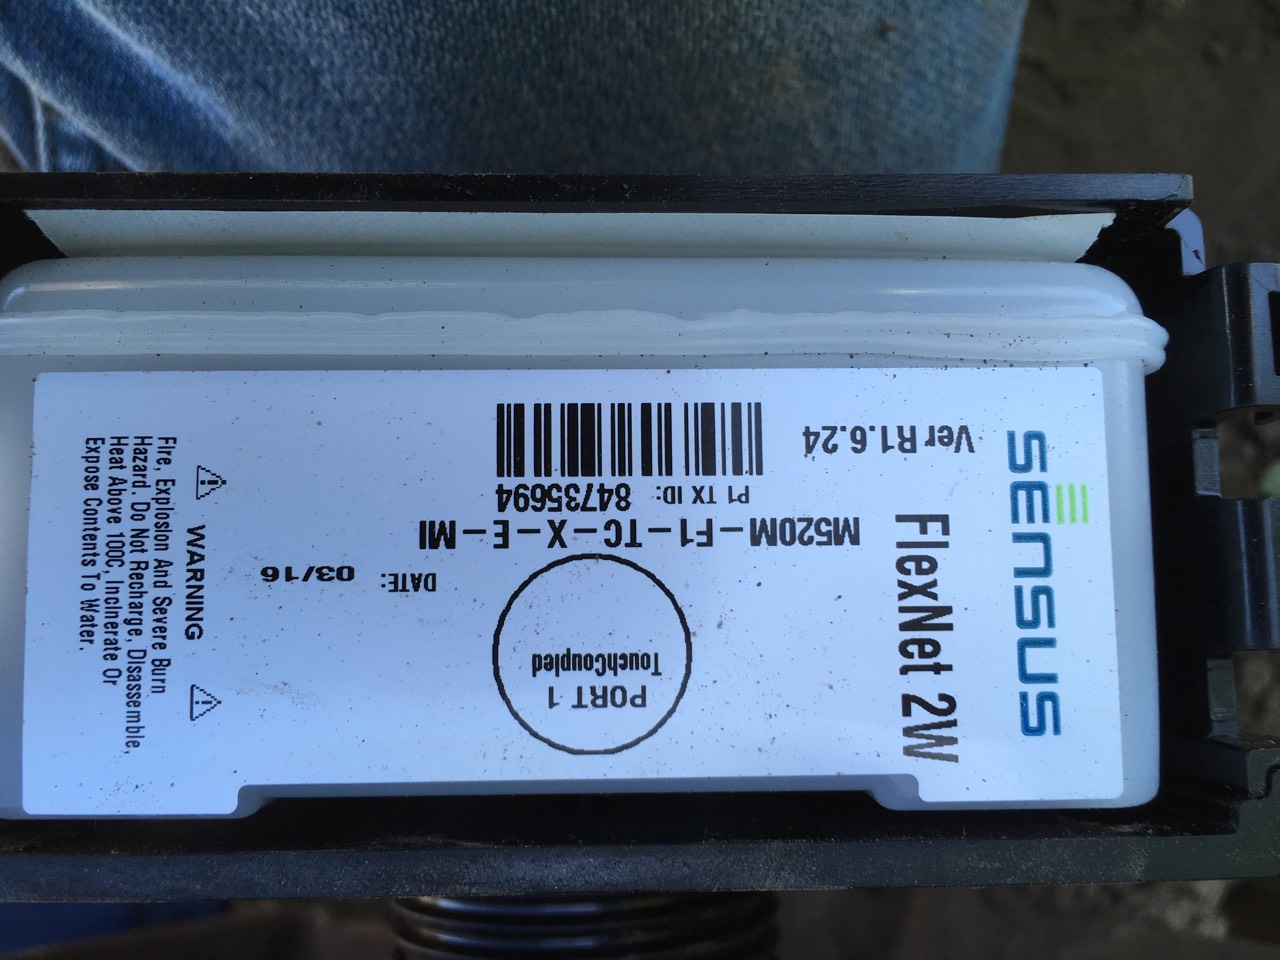 SENSUS
FlexNet 2W
Ver R1.6.24
P1 TX ID: 84735694
M520M-F1-TC-X-E-MI
DATE: 03/16
PORT 1
TouchCoupled
WARNING
Fire, Explosion And Severe Burn
Hazard. Do Not Recharge, Disassemble,
Heat Above 100C, Incinerate Or
Expose Contents To Water.